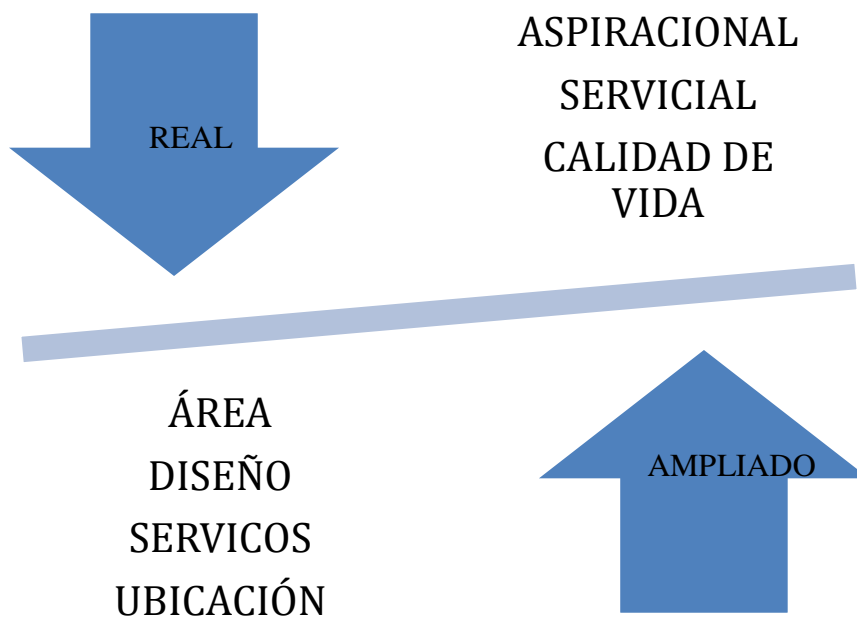 REAL
ASPIRACIONAL
SERVICIAL
CALIDAD DE
VIDA
ÁREA
DISEÑO
SERVICOS
UBICACIÓN
AMPLIADO